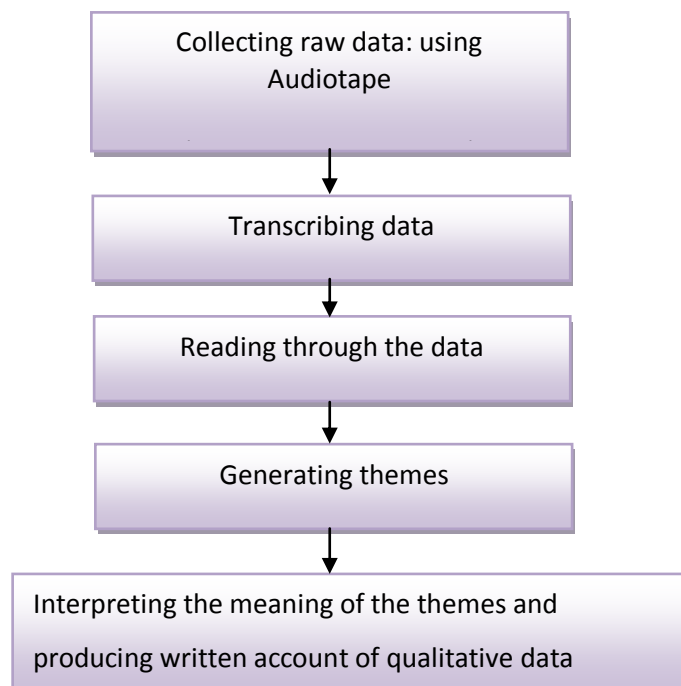 Collecting raw data: using
Audiotape
Transcribing data
Reading through the data
Generating themes
Interpreting the meaning of the themes and
producing written account of qualitative data